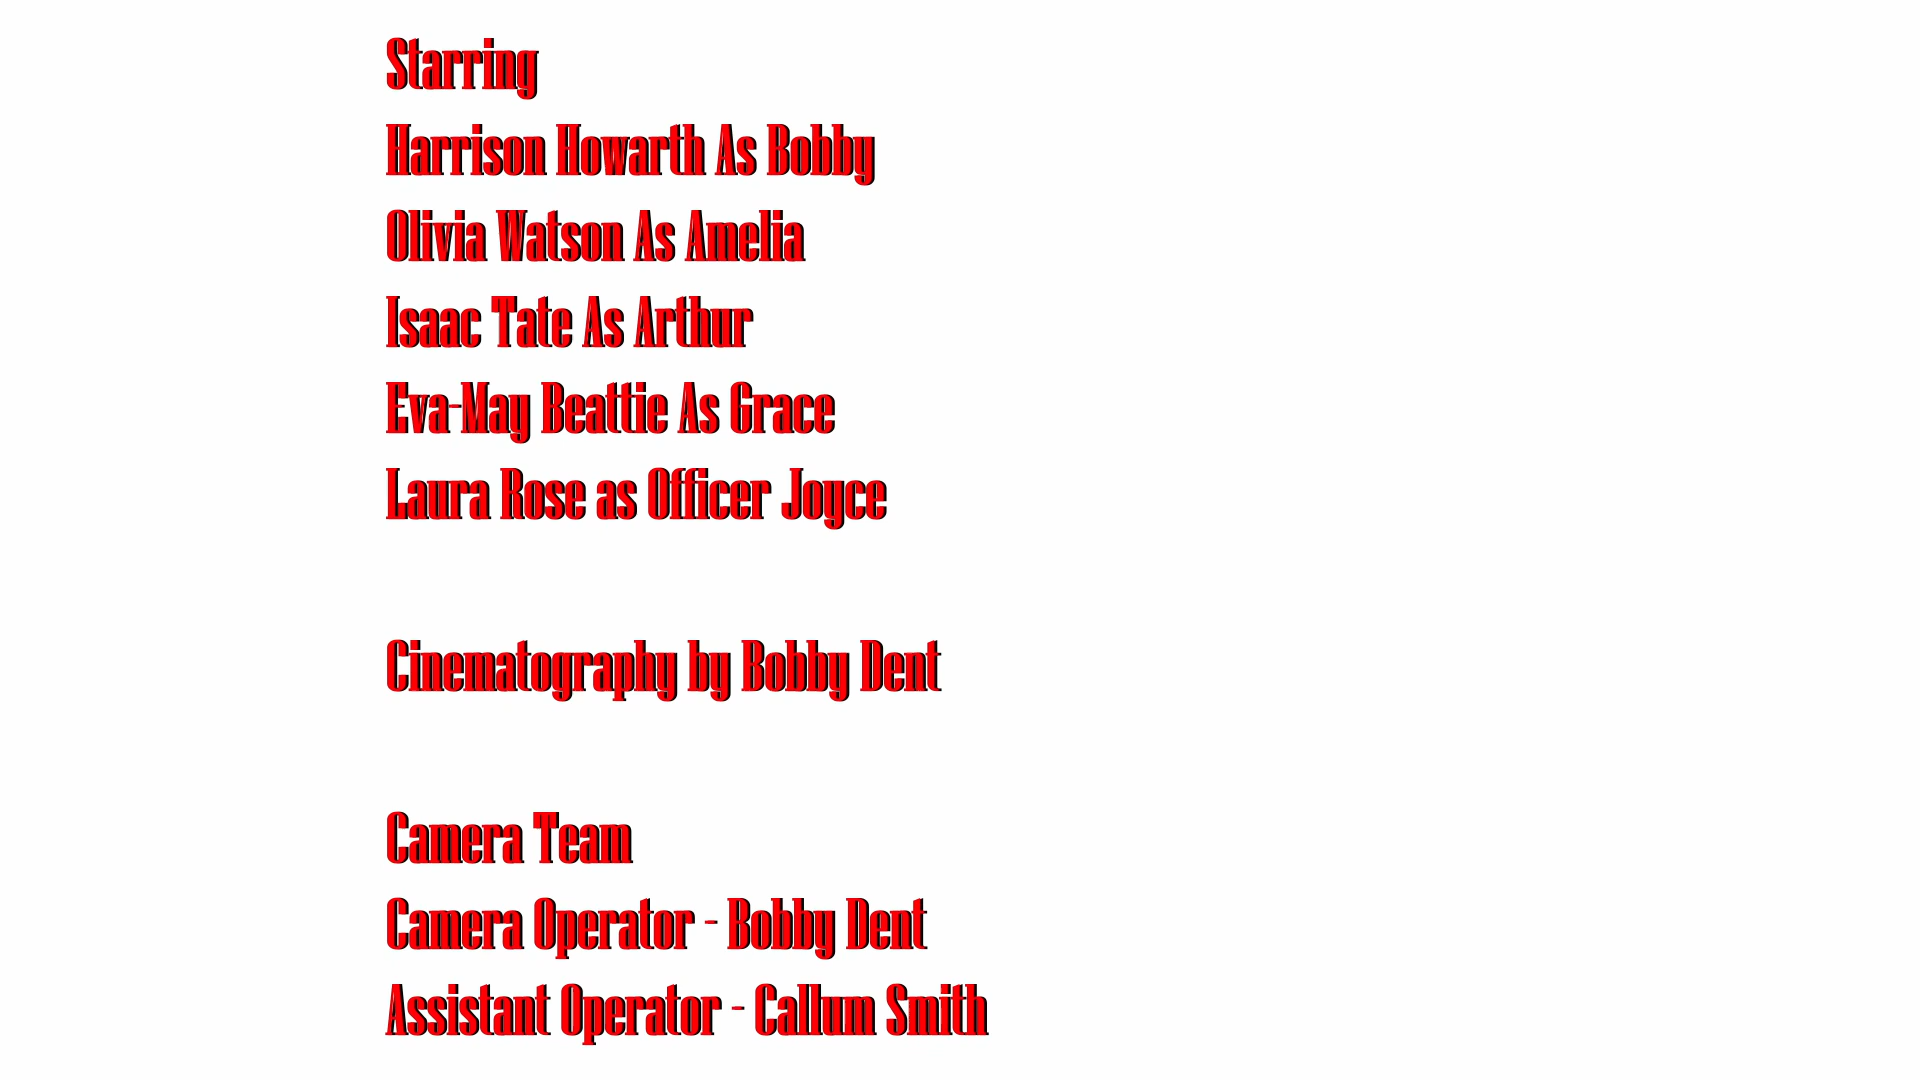 Starring
Harrison Howarth As Bobby
Olivia Watson As Amelia
Isaac Tate As Arthur
Eva-May Beattie As Grace
Laura Rose as Officer Joyce
Cinematography by Bobby Dent
Camera Team
Camera Operator - Bobby Dent
Assistant Operator - Callum Smith